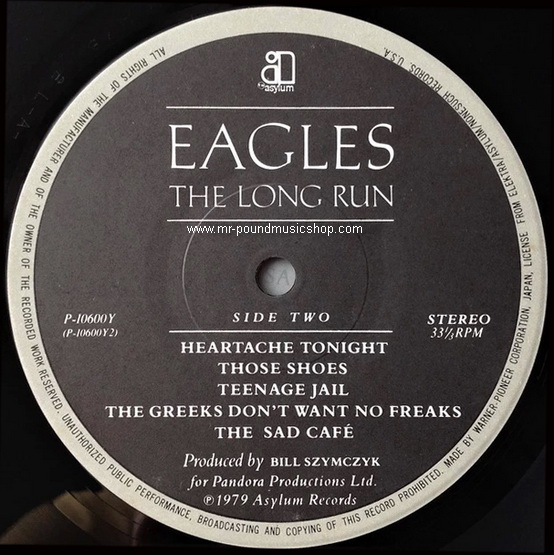 asylum
EAGLES
THE LONG RUN
www.mr-poundmusicshop.com
SIDE TWO
P-10600Y
(P-10600Y2)
STEREO
33⅓RPM
HEARTACHE TONIGHT
THOSE SHOES
TEENAGE JAIL
THE GREEKS DON'T WANT NO FREAKS
THE SAD CAFÉ
Produced by BILL SZYMCZYK
for Pandora Productions Ltd.
Ⓟ1979 Asylum Records
ALL RIGHTS OF THE MANUFACTURER AND OF THE OWNER OF THE RECORDED WORK RESERVED. UNAUTHORIZED PUBLIC PERFORMANCE, BROADCASTING AND COPYING OF THIS RECORD PROHIBITED. MADE BY WARNER-PIONEER CORPORATION, JAPAN, LICENSE FROM ELEKTRA/ASYLUM/NONESUCH RECORDS, U.S.A.